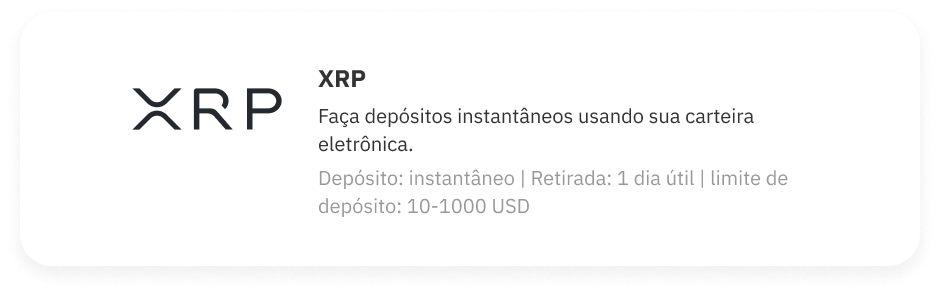 XRP
XRP
Faça depósitos instantâneos usando sua carteira
eletrônica.
Depósito: instantâneo | Retirada: 1 dia útil | limite de
depósito: 10-1000 USD